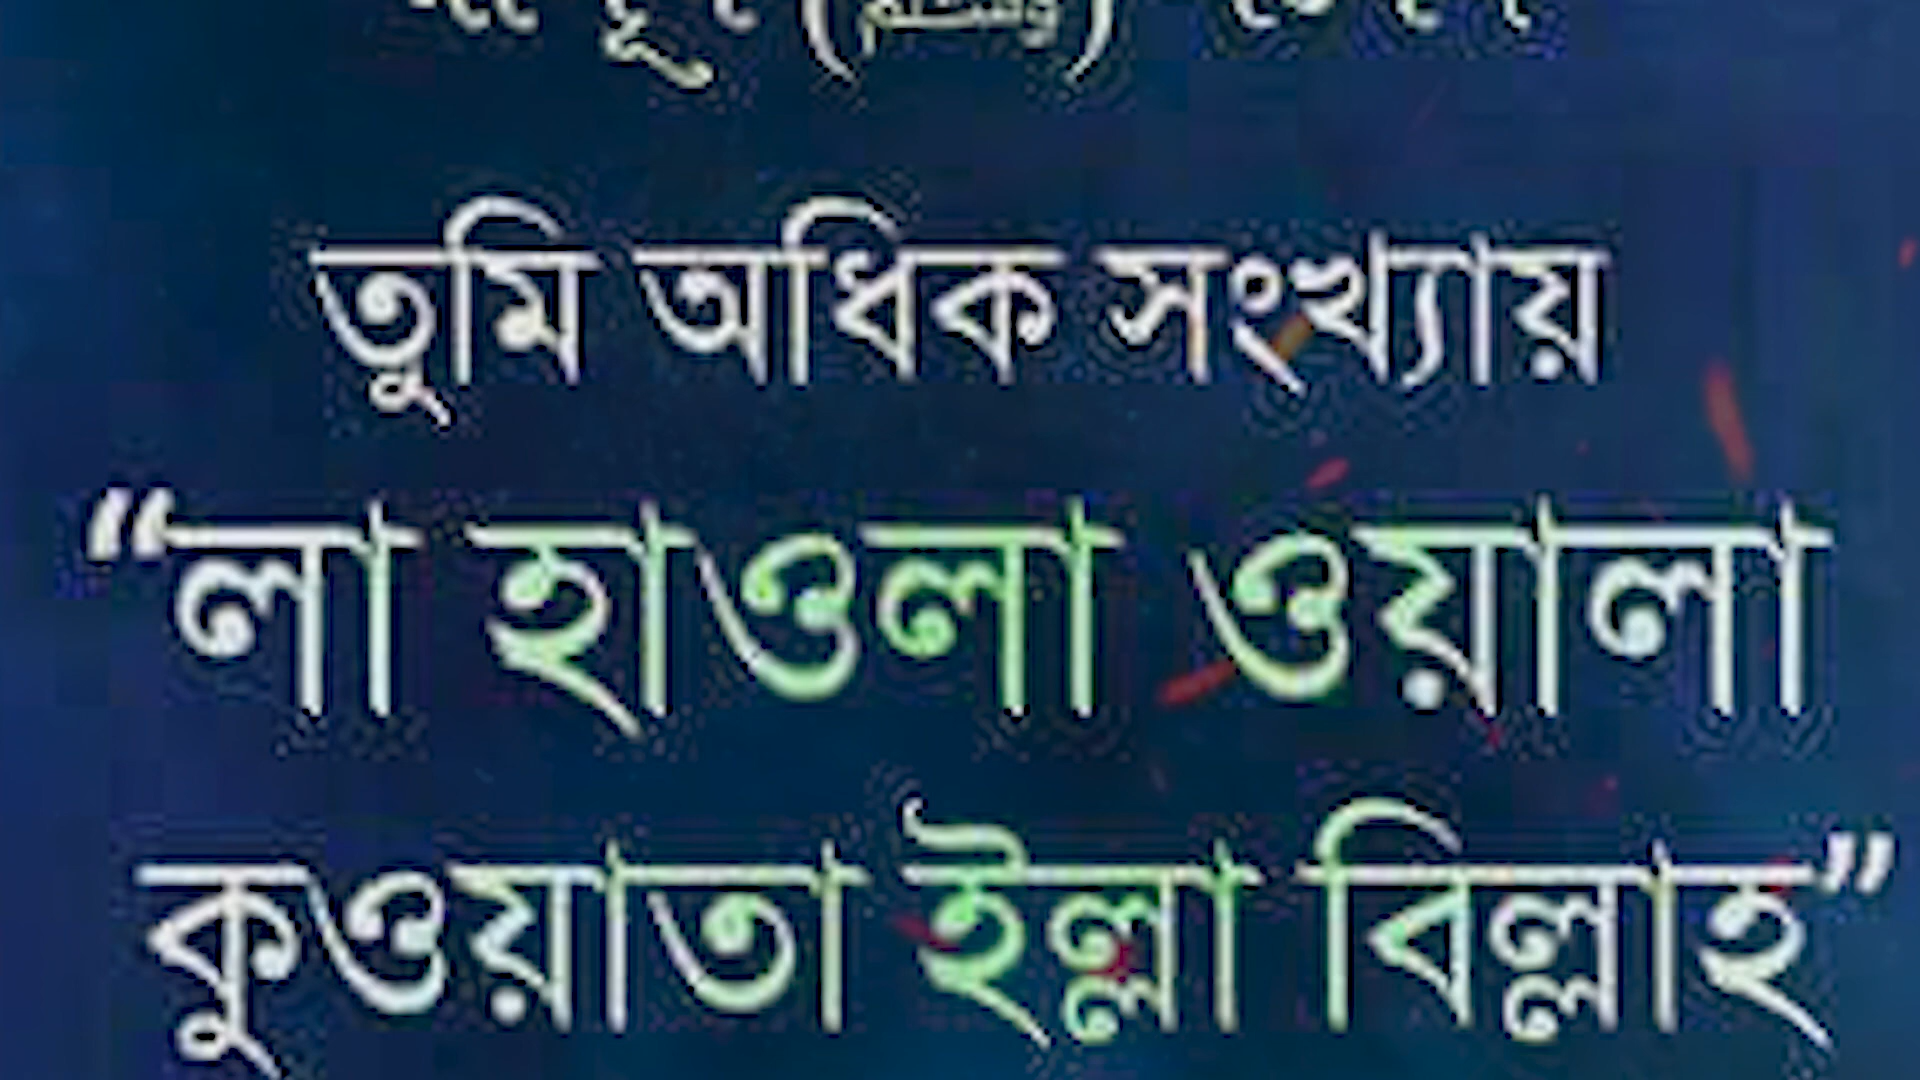 তুমি অধিক সংখ্যায়
“লা হাওলা ওয়ালা
কুওয়াতা ইল্লা বিল্লাহ”